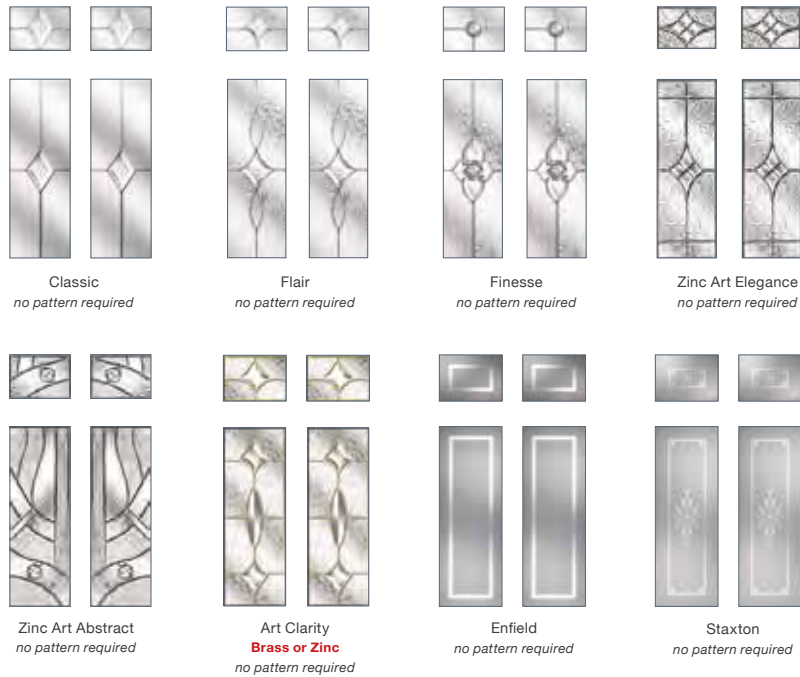 Classic
no pattern required
Flair
no pattern required
Finesse
no pattern required
Zinc Art Elegance
no pattern required
Zinc Art Abstract
no pattern required
Art Clarity
Brass or Zinc
no pattern required
Enfield
no pattern required
Staxton
no pattern required